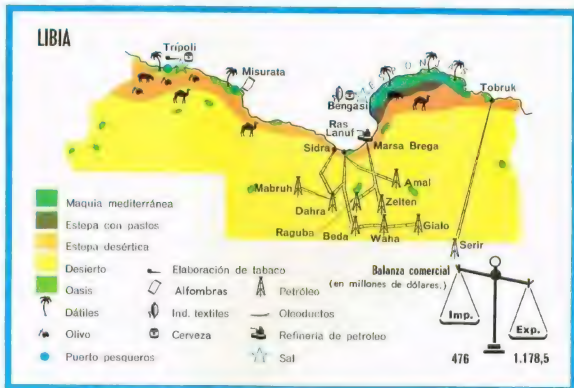 LIBIA
Trípoli
Misurata
ESPONJAS
Bengasi
Tobruk
Ras Lanuf
Marsa Brega
Sidra
Mabruh
Amal
Dahra
Zelten
Raguba
Beda
Waha
Gialo
Serir
Maquia mediterránea
Estepa con pastos
Estepa desértica
Desierto
Oasis
Dátiles
Olivo
Puerto pesqueros
Elaboración de tabaco
Alfombras
Ind. textiles
Cerveza
Petróleo
Oleoductos
Refinería de petroleo
Sal
Balanza comercial
(en millones de dólares.)
Imp.
Exp.
476
1.178,5